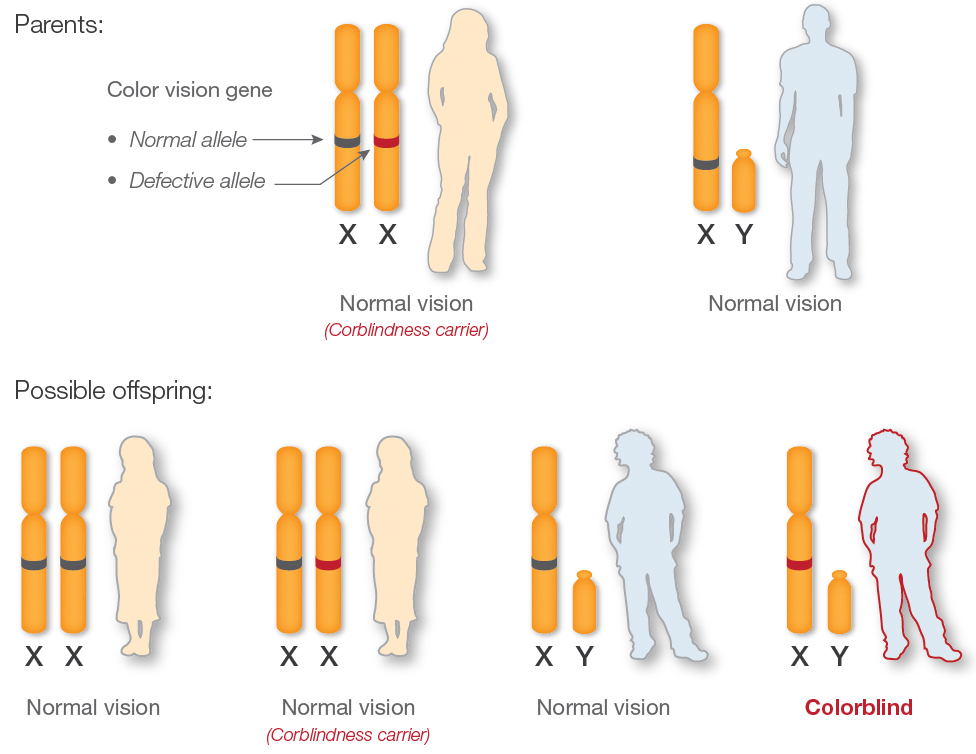 Parents:
Color vision gene
• Normal allele
• Defective allele
X X
X Y
Normal vision
(Corblindness carrier)
Normal vision
Possible offspring:
X X
X X
X Y
X Y
Normal vision
Normal vision
(Corblindness carrier)
Normal vision
Colorblind